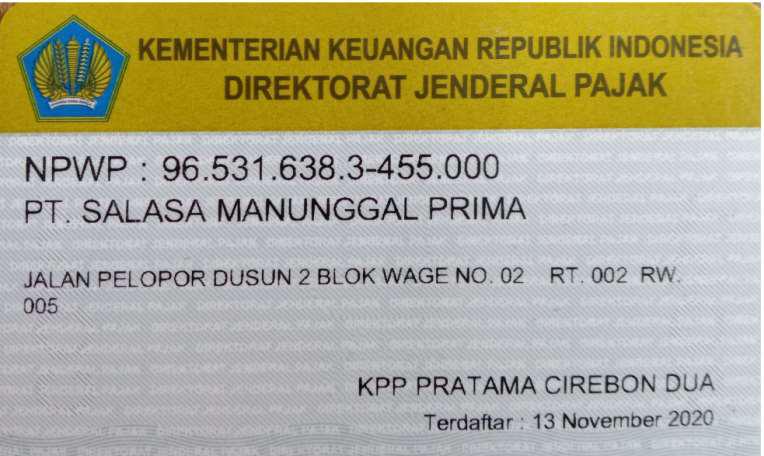 KEMENTERIAN KEUANGAN REPUBLIK INDONESIA
DIREKTORAT JENDERAL PAJAK
NPWP : 96.531.638.3-455.000
PT. SALASA MANUNGGAL PRIMA
JALAN PELOPOR DUSUN 2 BLOK WAGE NO. 02 RT. 002 RW.
005
KPP PRATAMA CIREBON DUA
Terdaftar : 13 November 2020